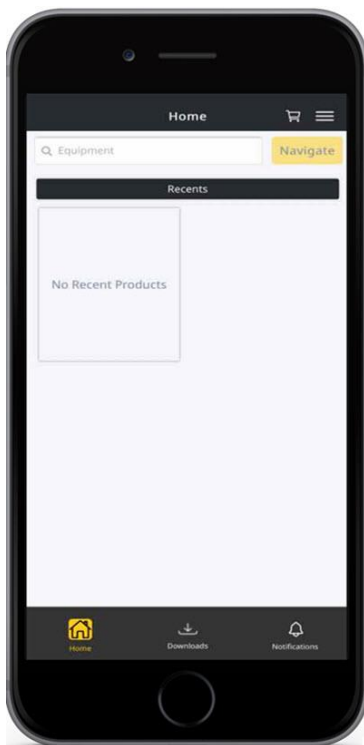 Home
Equipment
Navigate
Recents
No Recent Products
Home
Downloads
Notifications